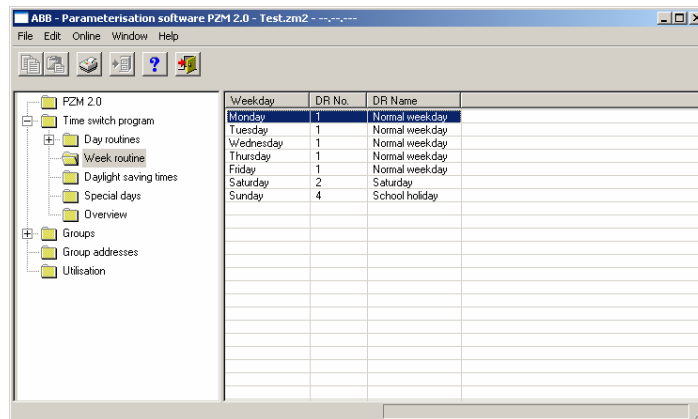 ABB - Parameterisation software PZM 2.0 - Test.zm2 - --.--.---
File Edit Online Window Help
PZM 2.0
Time switch program
Day routines
Week routine
Daylight saving times
Special days
Overview
Groups
Group addresses
Utilisation
Weekday DR No. DR Name
Monday 1 Normal weekday
Tuesday 1 Normal weekday
Wednesday 1 Normal weekday
Thursday 1 Normal weekday
Friday 1 Normal weekday
Saturday 2 Saturday
Sunday 4 School holiday